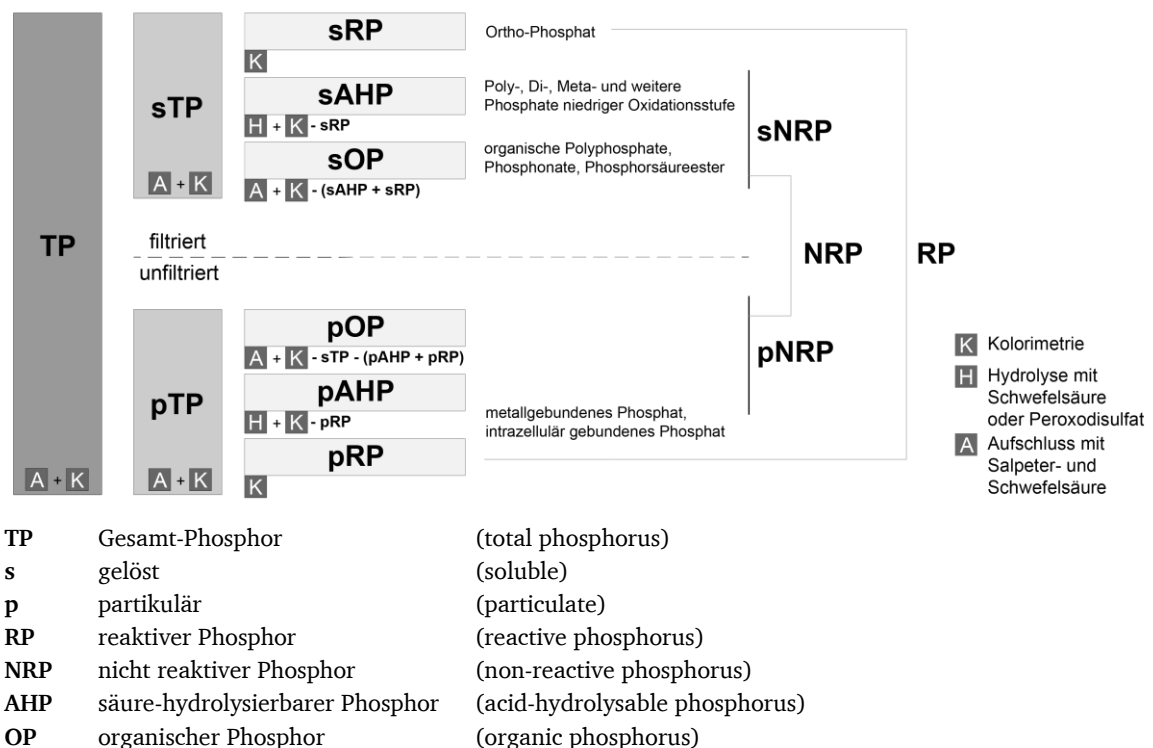 sRP
Ortho-Phosphat
K
sTP
sAHP
Poly-, Di-, Meta- und weitere
Phosphate niedriger Oxidationsstufe
H + K - sRP
sNRP
sOP
organische Polyphosphate,
Phosphonate, Phosphorsäureester
A + K
A + K - (sAHP + sRP)
TP
filtriert
unfiltriert
NRP
RP
pOP
A + K - sTP - (pAHP + pRP)
pNRP
pTP
pAHP
H + K - pRP
metallgebundenes Phosphat,
intrazellulär gebundenes Phosphat
pRP
A + K
A + K
K
K Kolorimetrie
H Hydrolyse mit
Schwefelsäure
oder Peroxodisulfat
A Aufschluss mit
Salpeter- und
Schwefelsäure
TP Gesamt-Phosphor (total phosphorus)
s gelöst (soluble)
p partikulär (particulate)
RP reaktiver Phosphor (reactive phosphorus)
NRP nicht reaktiver Phosphor (non-reactive phosphorus)
AHP säure-hydrolysierbarer Phosphor (acid-hydrolysable phosphorus)
OP organischer Phosphor (organic phosphorus)